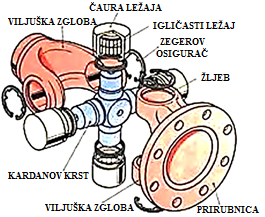 ČAURA LEŽAJA
VILJUŠKA ZGLOBA
IGLIČASTI LEŽAJ
ZEGEROV
OSIGURAČ
ŽLJEB
KARDANOV KRST
VILJUŠKA ZGLOBA
PRIRUBNICA